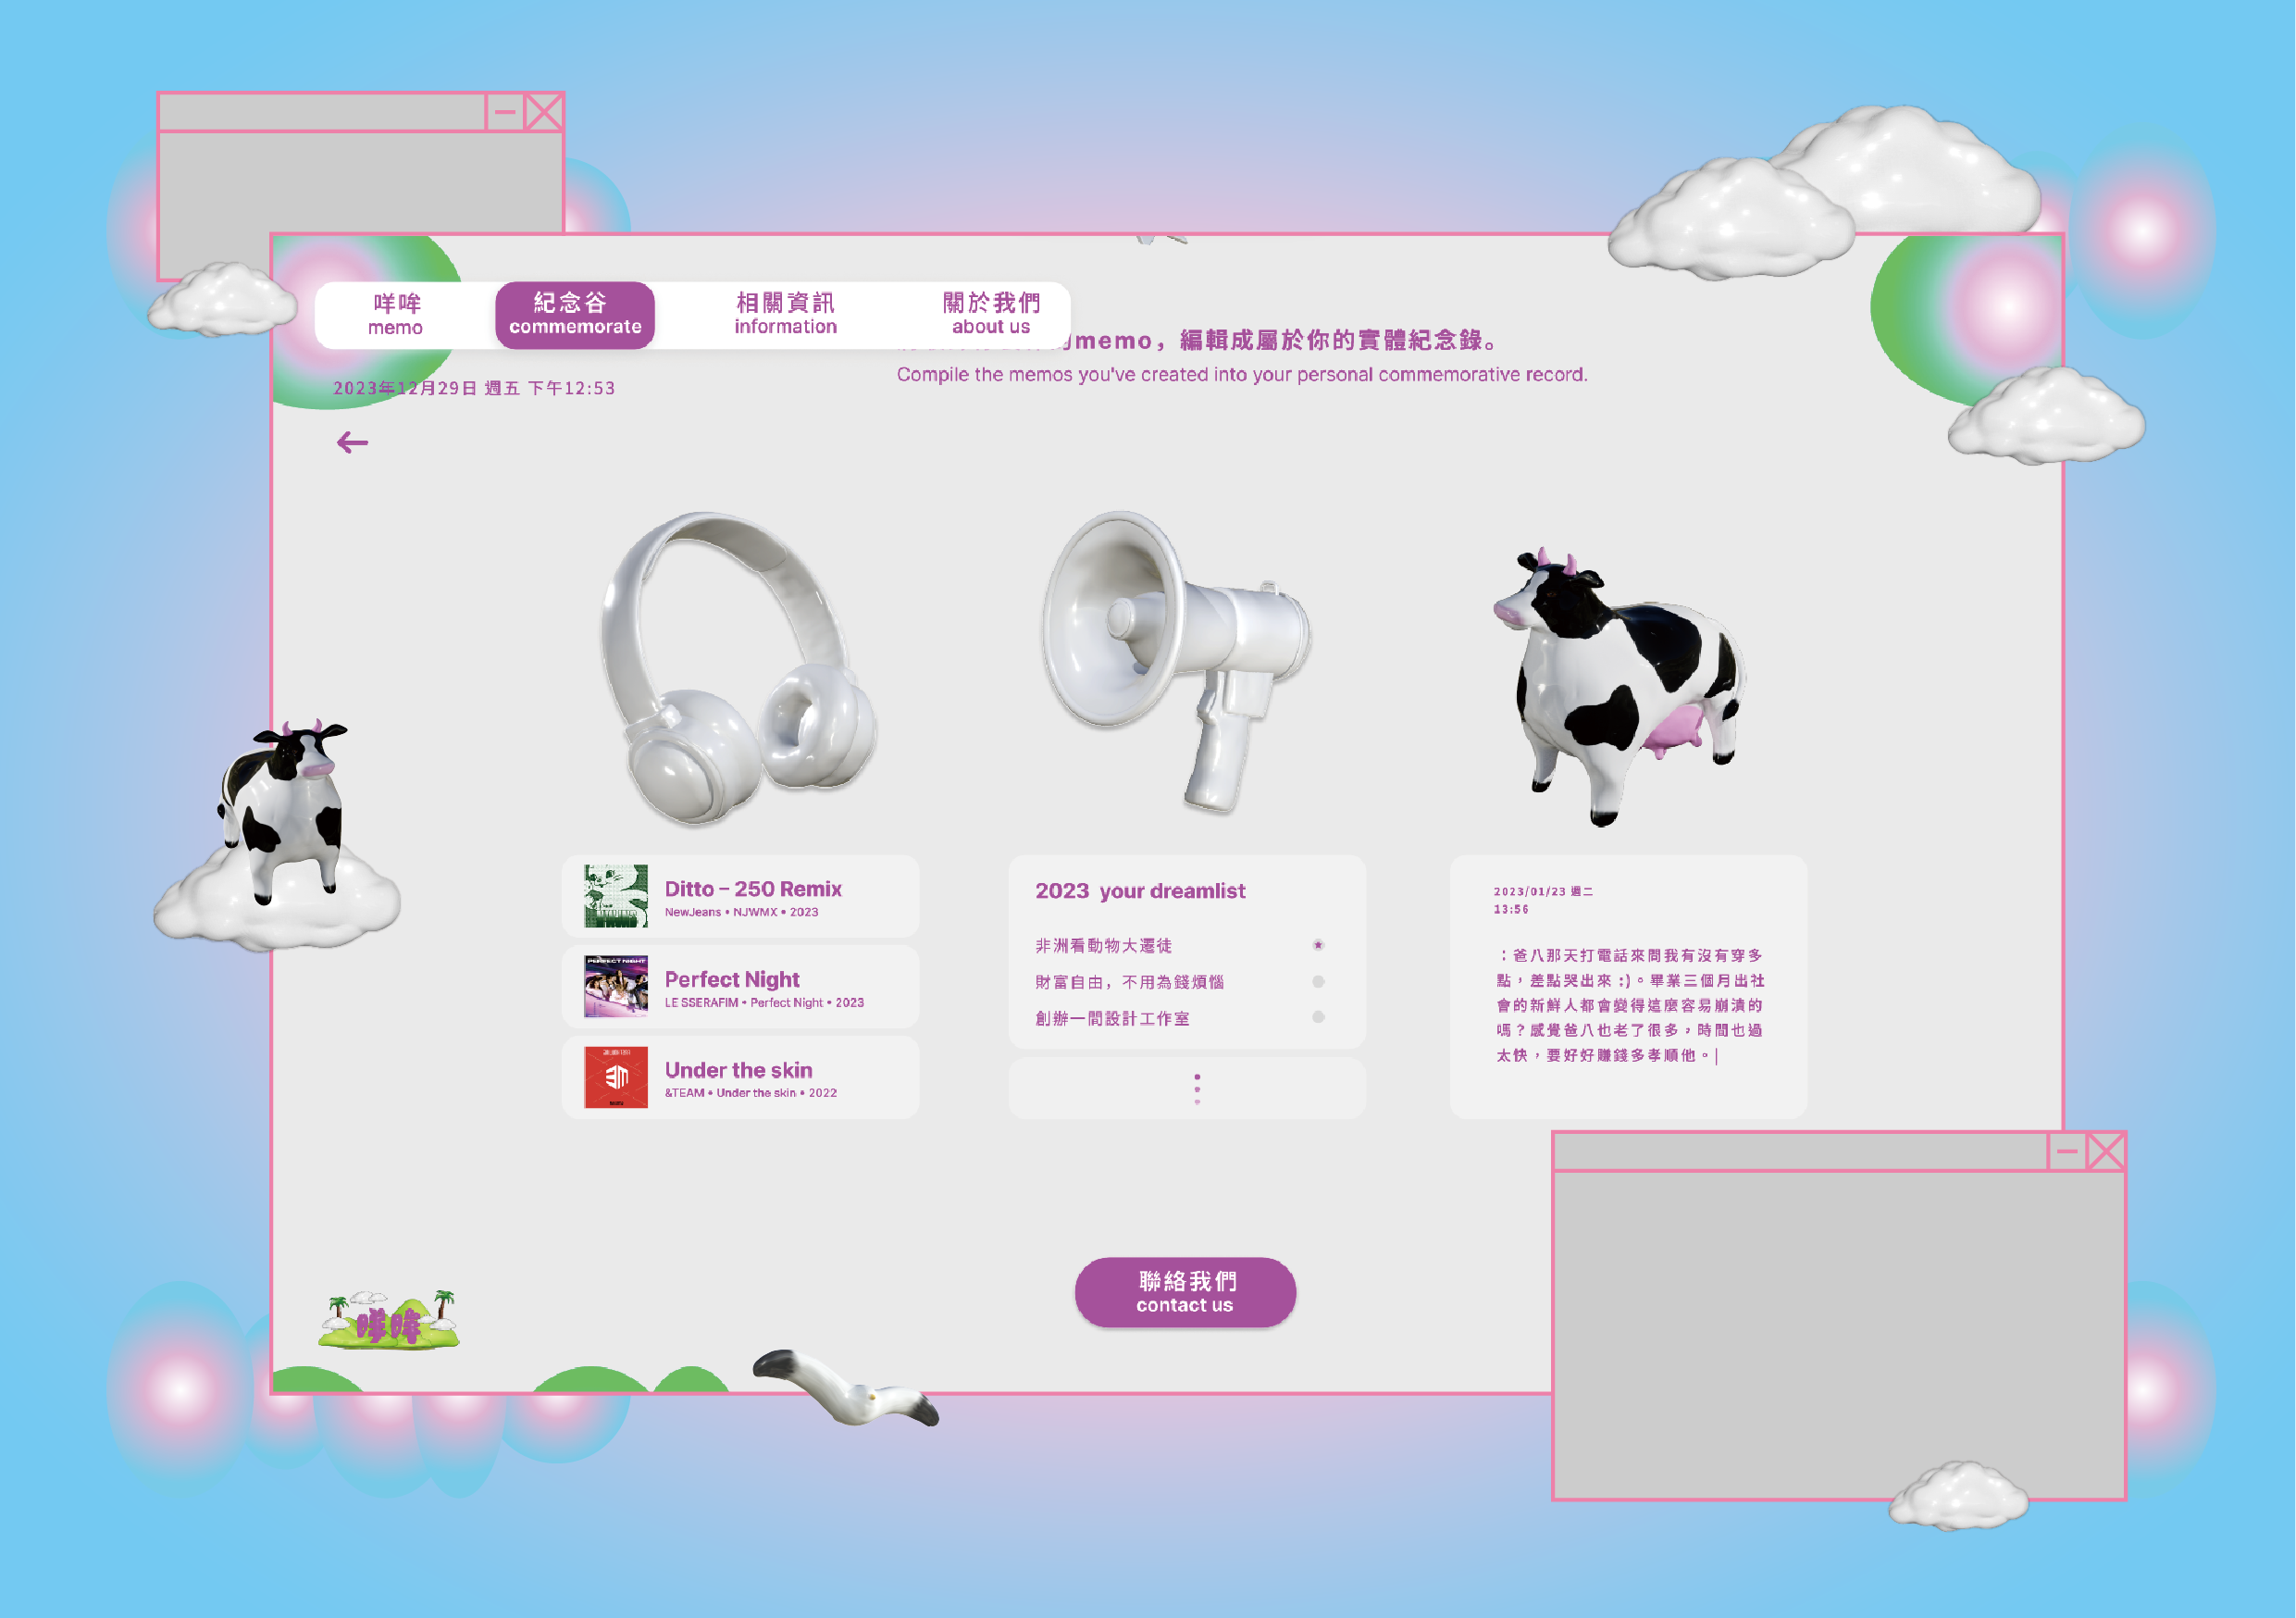 咩哞
memo
紀念谷
commemorate
相關資訊
information
關於我們
about us
memo，編輯成屬於你的實體紀念錄。
Compile the memos you've created into your personal commemorative record.
2023年12月29日 週五 下午12:53
Ditto – 250 Remix
NewJeans • NJWMX • 2023
PERFECT NIGHT
Perfect Night
LE SSERAFIM • Perfect Night • 2023
Under the skin
&TEAM • Under the skin • 2022
2023 your dreamlist
非洲看動物大遷徒
財富自由，不用為錢煩惱
創辦一間設計工作室
2023/01/23 週二
13:56
：爸八那天打電話來問我有沒有穿多
點，差點哭出來 :)。畢業三個月出社
會的新鮮人都會變得這麼容易崩潰的
嗎？感覺爸八也老了很多，時間也過
太快，要好好賺錢多孝順他。|
咩哞
聯絡我們
contact us